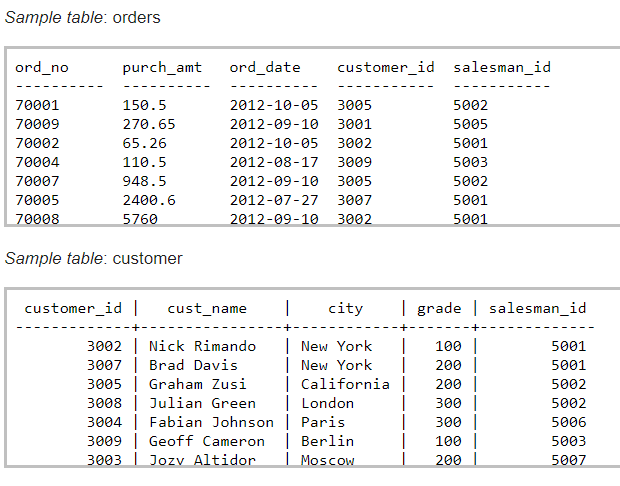 Sample table: orders
ord_no      purch_amt   ord_date    customer_id  salesman_id
----------  ----------  ----------  -----------  -----------
70001       150.5       2012-10-05  3005         5002
70009       270.65      2012-09-10  3001         5005
70002       65.26       2012-10-05  3002         5001
70004       110.5       2012-08-17  3009         5003
70007       948.5       2012-09-10  3005         5002
70005       2400.6      2012-07-27  3007         5001
70008       5760        2012-09-10  3002         5001
Sample table: customer
 customer_id |   cust_name    |    city    | grade | salesman_id
-------------+----------------+------------+-------+-------------
        3002 | Nick Rimando   | New York   |   100 |        5001
        3007 | Brad Davis     | New York   |   200 |        5001
        3005 | Graham Zusi    | California |   200 |        5002
        3008 | Julian Green   | London     |   300 |        5002
        3004 | Fabian Johnson | Paris      |   300 |        5006
        3009 | Geoff Cameron  | Berlin     |   100 |        5003
        3003 | Jozy Altidor   | Moscow     |   200 |        5007